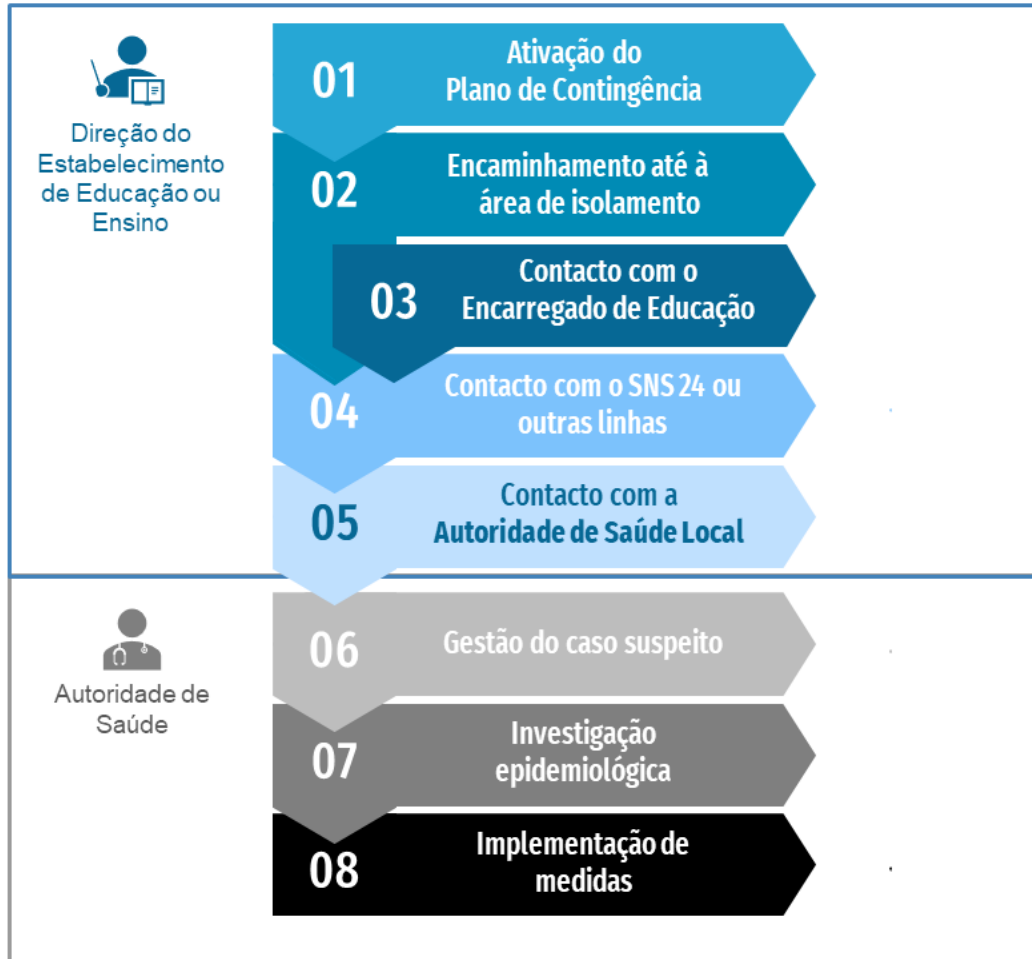 Direção do
Estabelecimento
de Educação ou
Ensino
01
Ativação do
Plano de Contingência
02
Encaminhamento até à
área de isolamento
03
Contacto com o
Encarregado de Educação
04
Contacto com o SNS 24 ou
outras linhas
05
Contacto com a
Autoridade de Saúde Local
Autoridade de
Saúde
06
Gestão do caso suspeito
07
Investigação
epidemiológica
08
Implementação de
medidas